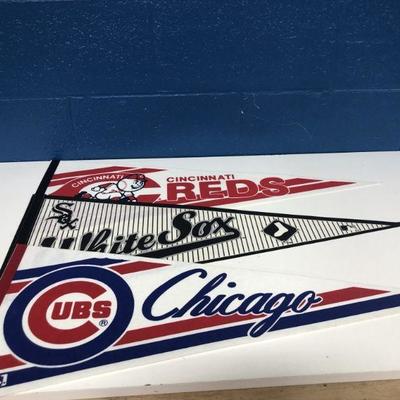 CINCINNATI
CINCINNATI
REDS
SOX
White Sox
CUBS ®
Chicago